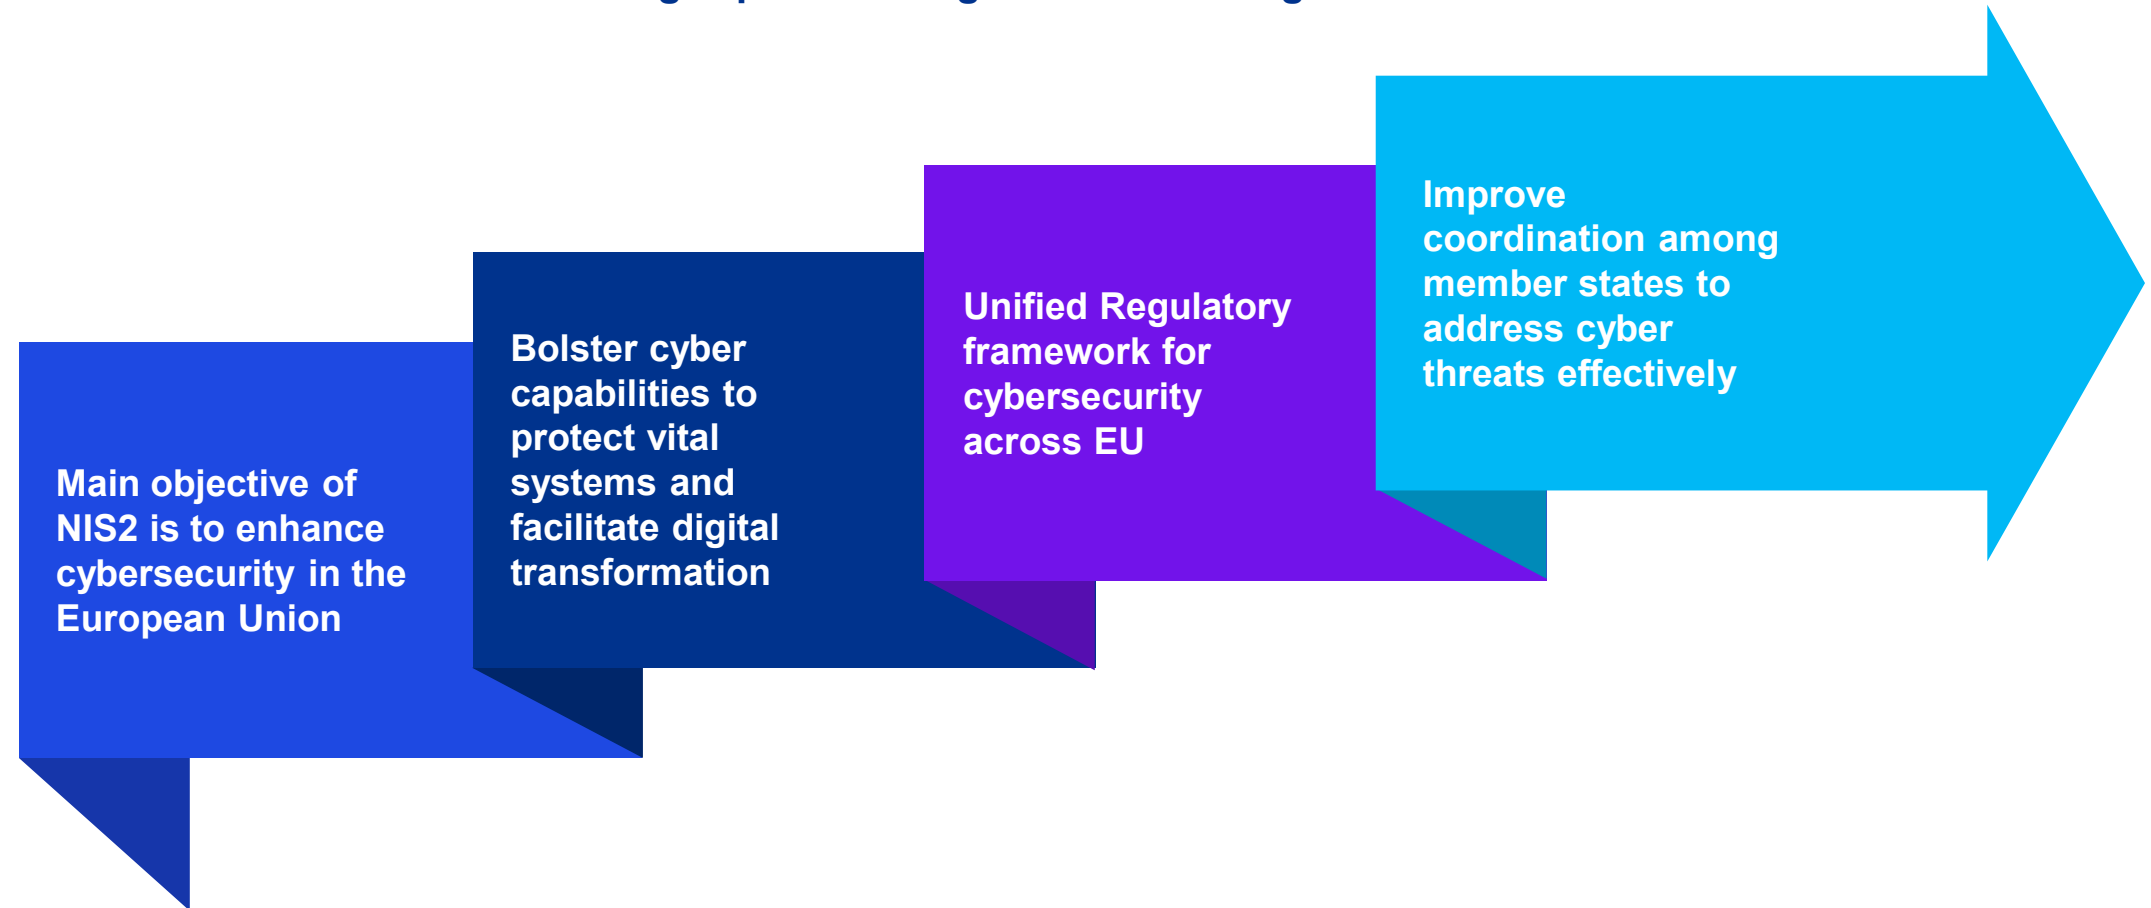 Main objective of
NIS2 is to enhance
cybersecurity in the
European Union
Bolster cyber
capabilities to
protect vital
systems and
facilitate digital
transformation
Unified Regulatory
framework for
cybersecurity
across EU
Improve
coordination among
member states to
address cyber
threats effectively